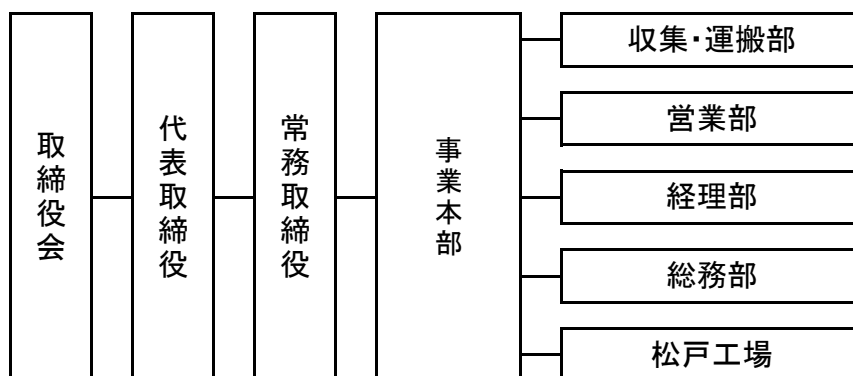 取締役会
代表取締役
常務取締役
事業本部
収集・運搬部
営業部
経理部
総務部
松戸工場